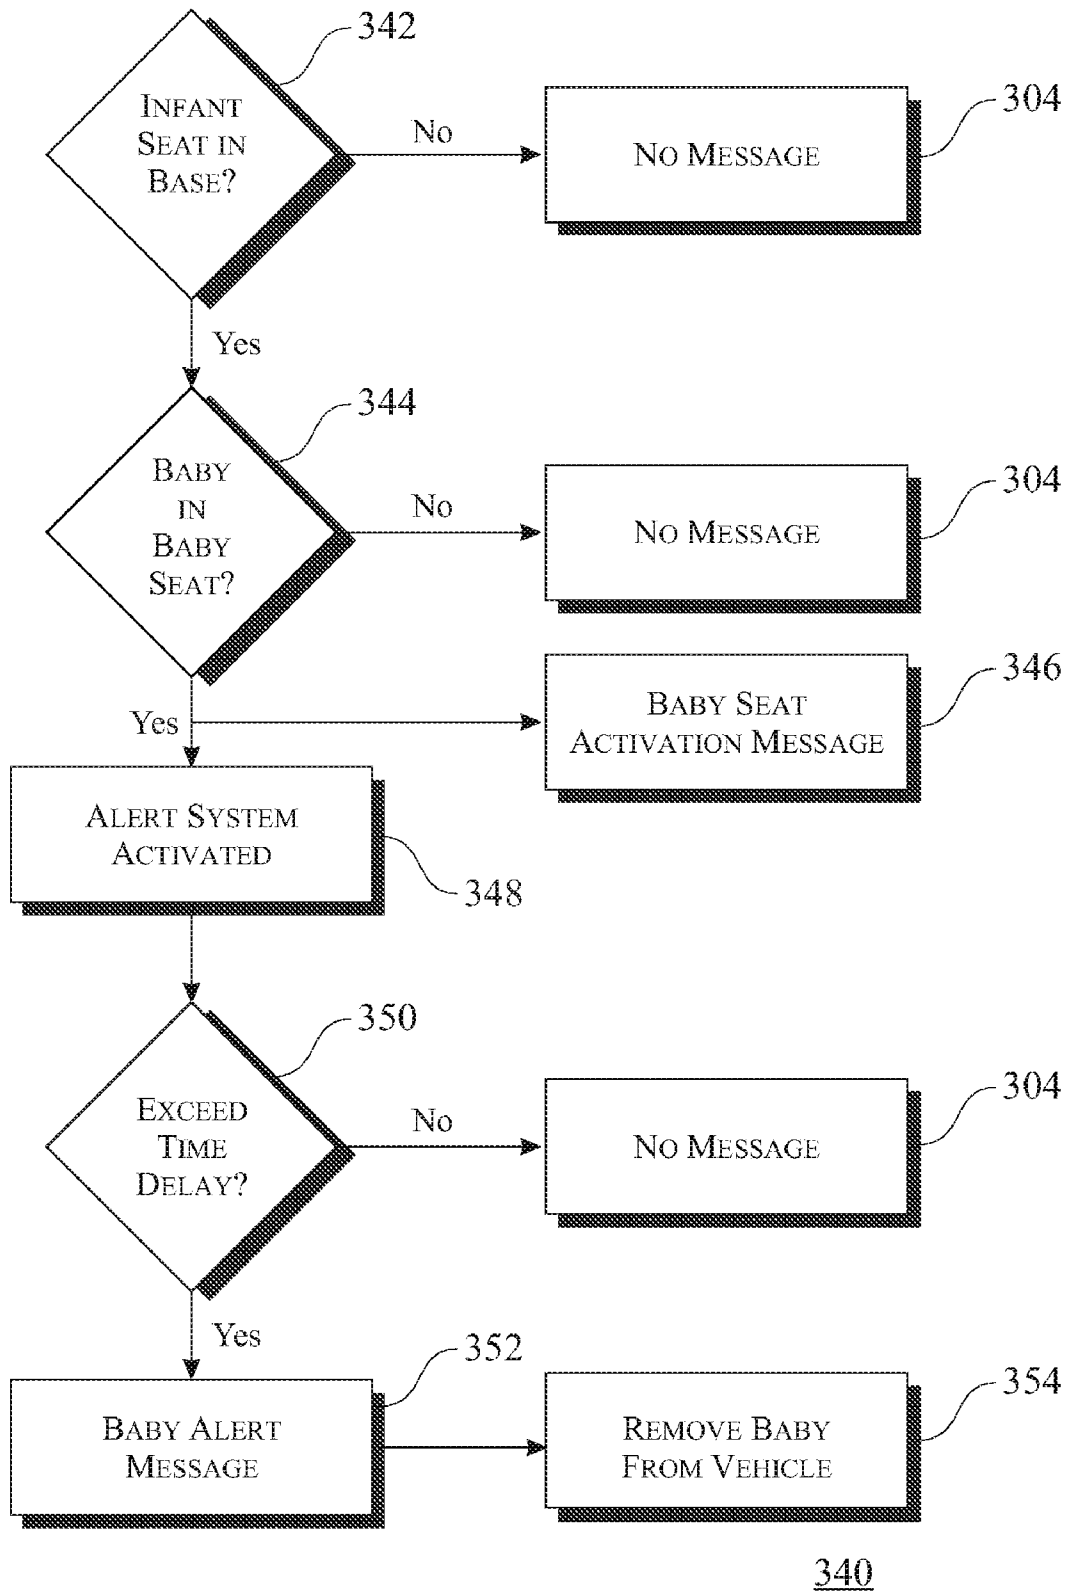 342
INFANT
SEAT IN
BASE?
No
NO MESSAGE
304
Yes
344
BABY
IN
BABY
SEAT?
No
NO MESSAGE
304
Yes
BABY SEAT
ACTIVATION MESSAGE
346
ALERT SYSTEM
ACTIVATED
348
350
EXCEED
TIME
DELAY?
No
NO MESSAGE
304
Yes
352
BABY ALERT
MESSAGE
REMOVE BABY
FROM VEHICLE
354
340